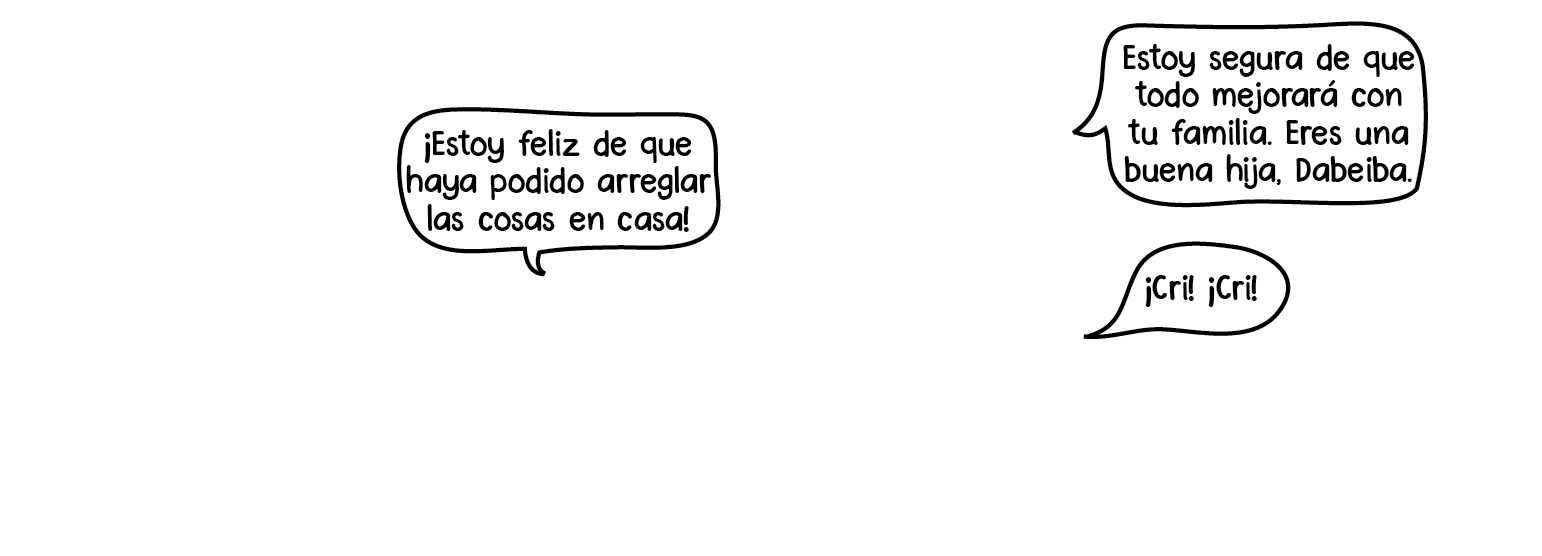 ¡Estoy feliz de que
haya podido arreglar
las cosas en casa!
Estoy segura de que
todo mejorará con
tu familia. Eres una
buena hija, Dabeiba.
¡Cri! ¡Cri!